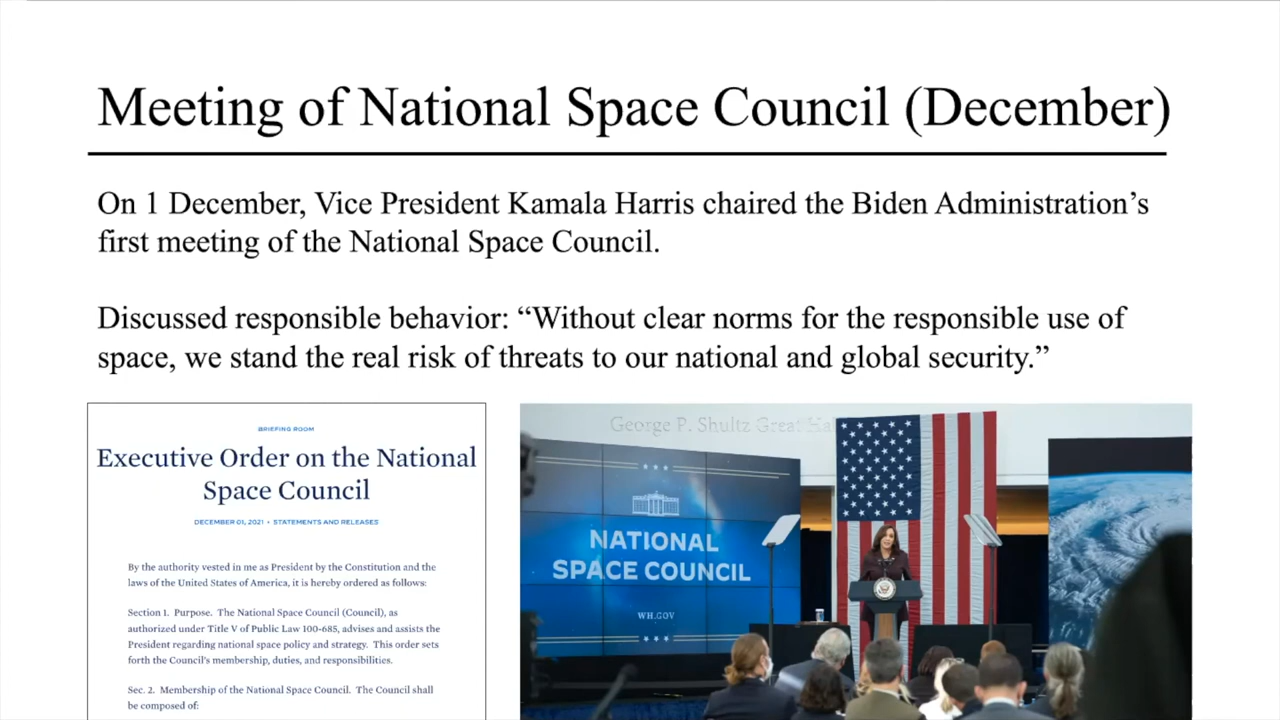 Meeting of National Space Council (December)
On 1 December, Vice President Kamala Harris chaired the Biden Administration’s
first meeting of the National Space Council.
Discussed responsible behavior: “Without clear norms for the responsible use of
space, we stand the real risk of threats to our national and global security.”
BRIEFING ROOM
Executive Order on the National
Space Council
DECEMBER 01, 2021 • STATEMENTS AND RELEASES
By the authority vested in me as President by the Constitution and the
laws of the United States of America, it is hereby ordered as follows:
Section 1. Purpose. The National Space Council (Council), as
authorized under Title V of Public Law 100-685, advises and assists the
President regarding national space policy and strategy. This order sets
forth the Council’s membership, duties, and responsibilities.
Sec. 2. Membership of the National Space Council. The Council shall
be composed of:
George P. Shultz Great Ha
NATIONAL
SPACE COUNCIL
WH.GOV